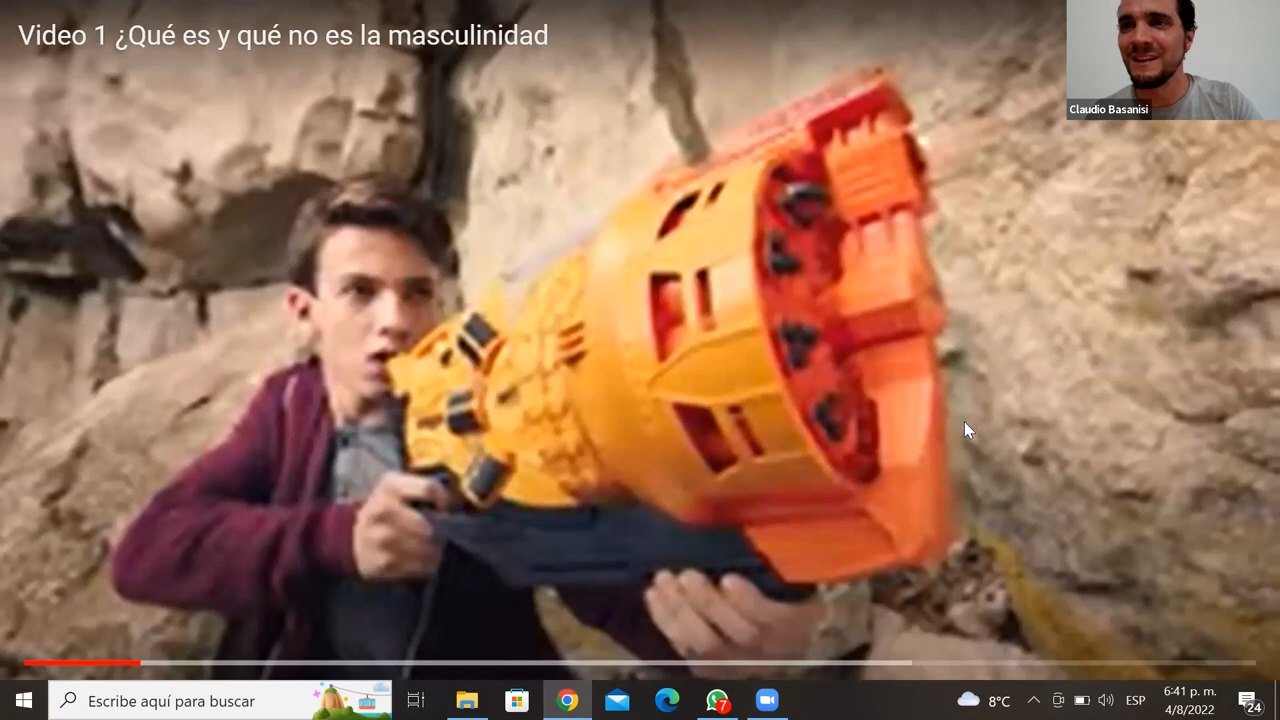 Video 1 ¿Qué es y qué no es la masculinidad
Claudio Basanisi
Escribe aquí para buscar
7
8°C
ESP
6:41 p. m.
4/8/2022
24